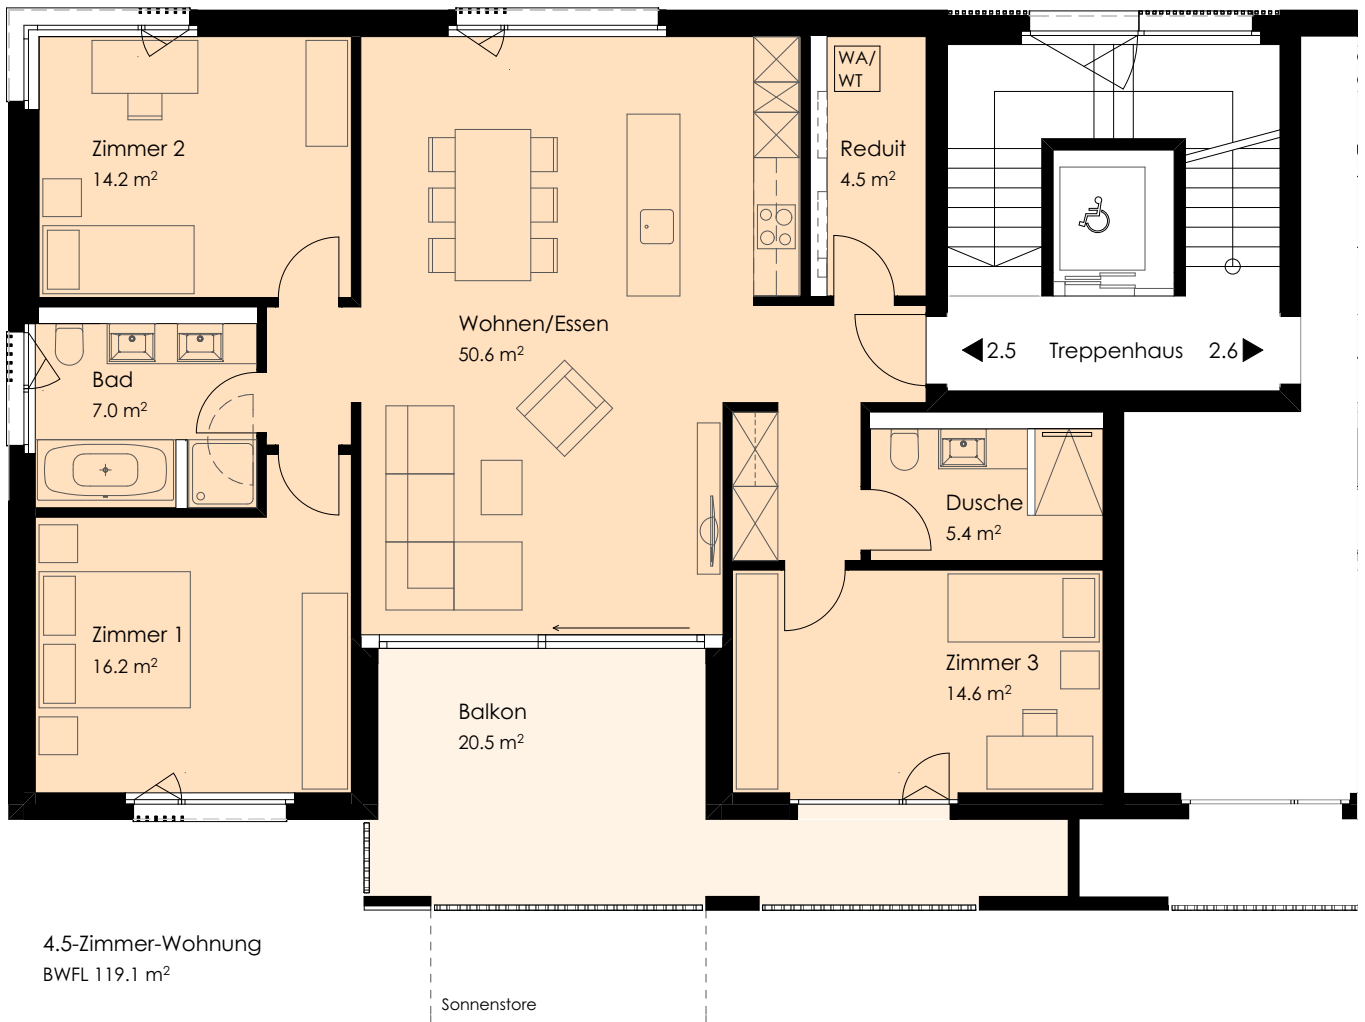 WA/
WT
Zimmer 2
14.2 m²
Reduit
4.5 m²
Wohnen/Essen
50.6 m²
2.5 Treppenhaus 2.6
Bad
7.0 m²
Dusche
5.4 m²
Zimmer 1
16.2 m²
Zimmer 3
14.6 m²
Balkon
20.5 m²
4.5-Zimmer-Wohnung
BWFL 119.1 m²
Sonnenstore